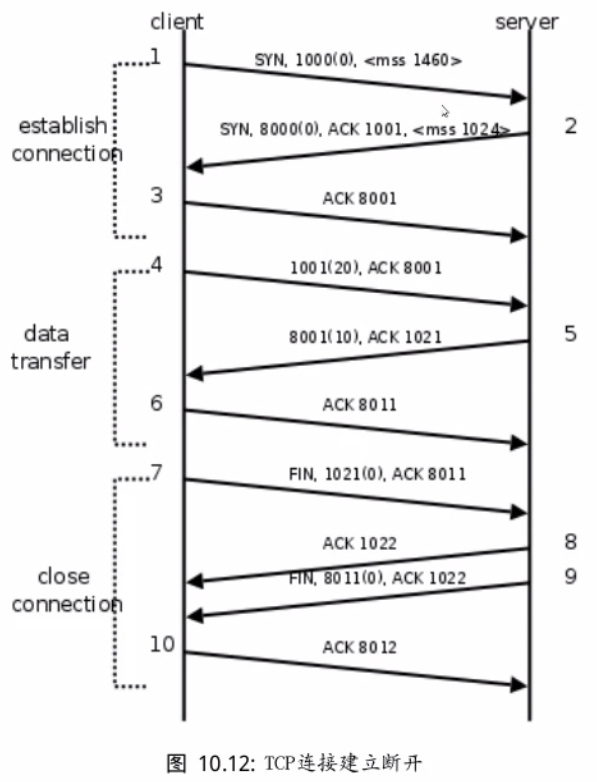 client
server
1
SYN, 1000(0), <mss 1460>
establish
connection
SYN, 8000(0), ACK 1001, <mss 1024>
2
3
ACK 8001
4
1001(20), ACK 8001
data
transfer
8001(10), ACK 1021
5
6
ACK 8011
7
FIN, 1021(0), ACK 8011
close
connection
ACK 1022
8
FIN, 8011(0), ACK 1022
9
10
ACK 8012
图 10.12: TCP连接建立断开